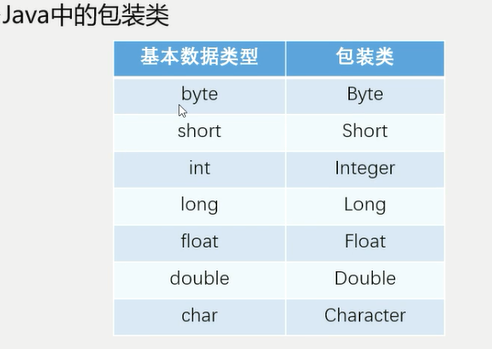 Java中的包装类
基本数据类型 包装类
byte Byte
short Short
int Integer
long Long
float Float
double Double
char Character